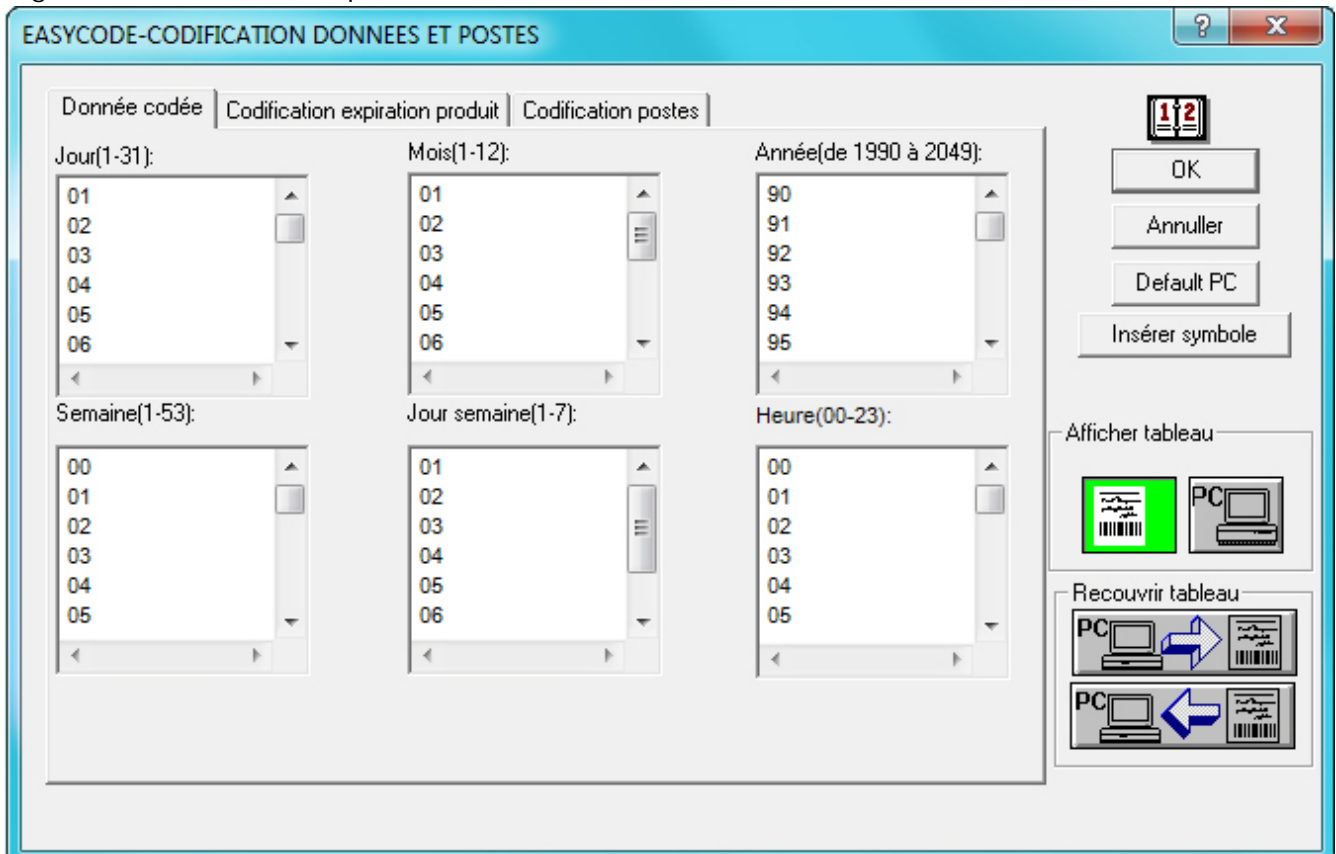 EASYCODE-CODIFICATION DONNEES ET POSTES
Donnée codée
Codification expiration produit
Codification postes
Jour(1-31):
01
02
03
04
05
06
Mois(1-12):
01
02
03
04
05
06
Année(de 1990 à 2049):
90
91
92
93
94
95
Semaine(1-53):
00
01
02
03
04
05
Jour semaine(1-7):
01
02
03
04
05
06
Heure(00-23):
00
01
02
03
04
05
1 2
OK
Annuller
Default PC
Insérer symbole
Afficher tableau
PC
Recouvrir tableau
PC
PC